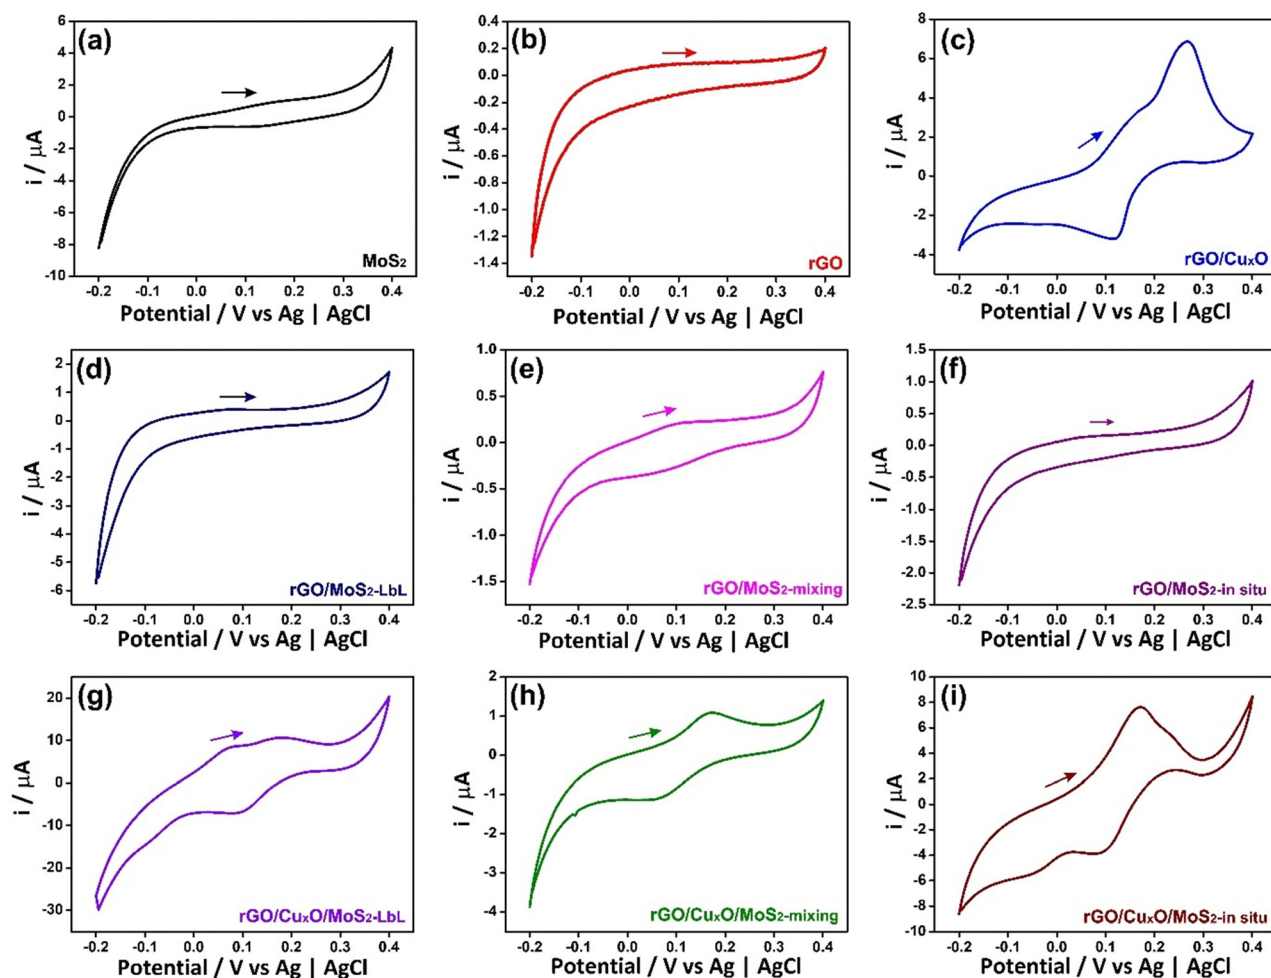 (a)
6
4
2
0
-2
-4
-6
-8
-10
i / μA
MoS₂
-0.2 -0.1 0.0 0.1 0.2 0.3 0.4
Potential / V vs Ag | AgCl
(b)
0.4
0.2
0.0
-0.2
-0.4
-0.6
-0.8
-1.0
-1.2
-1.4
i / μA
rGO
-0.2 -0.1 0.0 0.1 0.2 0.3 0.4
Potential / V vs Ag | AgCl
(c)
8
6
4
2
0
-2
-4
i / μA
rGO/CuₓO
-0.2 -0.1 0.0 0.1 0.2 0.3 0.4
Potential / V vs Ag | AgCl
(d)
2
1
0
-1
-2
-3
-4
-5
-6
i / μA
rGO/MoS₂-LbL
-0.2 -0.1 0.0 0.1 0.2 0.3 0.4
Potential / V vs Ag | AgCl
(e)
1.0
0.5
0.0
-0.5
-1.0
-1.5
i / μA
rGO/MoS₂-mixing
-0.2 -0.1 0.0 0.1 0.2 0.3 0.4
Potential / V vs Ag | AgCl
(f)
1.5
1.0
0.5
0.0
-0.5
-1.0
-1.5
-2.0
-2.5
i / μA
rGO/MoS₂-in situ
-0.2 -0.1 0.0 0.1 0.2 0.3 0.4
Potential / V vs Ag | AgCl
(g)
20
10
0
-10
-20
-30
i / μA
rGO/CuₓO/MoS₂-LbL
-0.2 -0.1 0.0 0.1 0.2 0.3 0.4
Potential / V vs Ag | AgCl
(h)
2
1
0
-1
-2
-3
-4
i / μA
rGO/CuₓO/MoS₂-mixing
-0.2 -0.1 0.0 0.1 0.2 0.3 0.4
Potential / V vs Ag | AgCl
(i)
10
8
6
4
2
0
-2
-4
-6
-8
i / μA
rGO/CuₓO/MoS₂-in situ
-0.2 -0.1 0.0 0.1 0.2 0.3 0.4
Potential / V vs Ag | AgCl